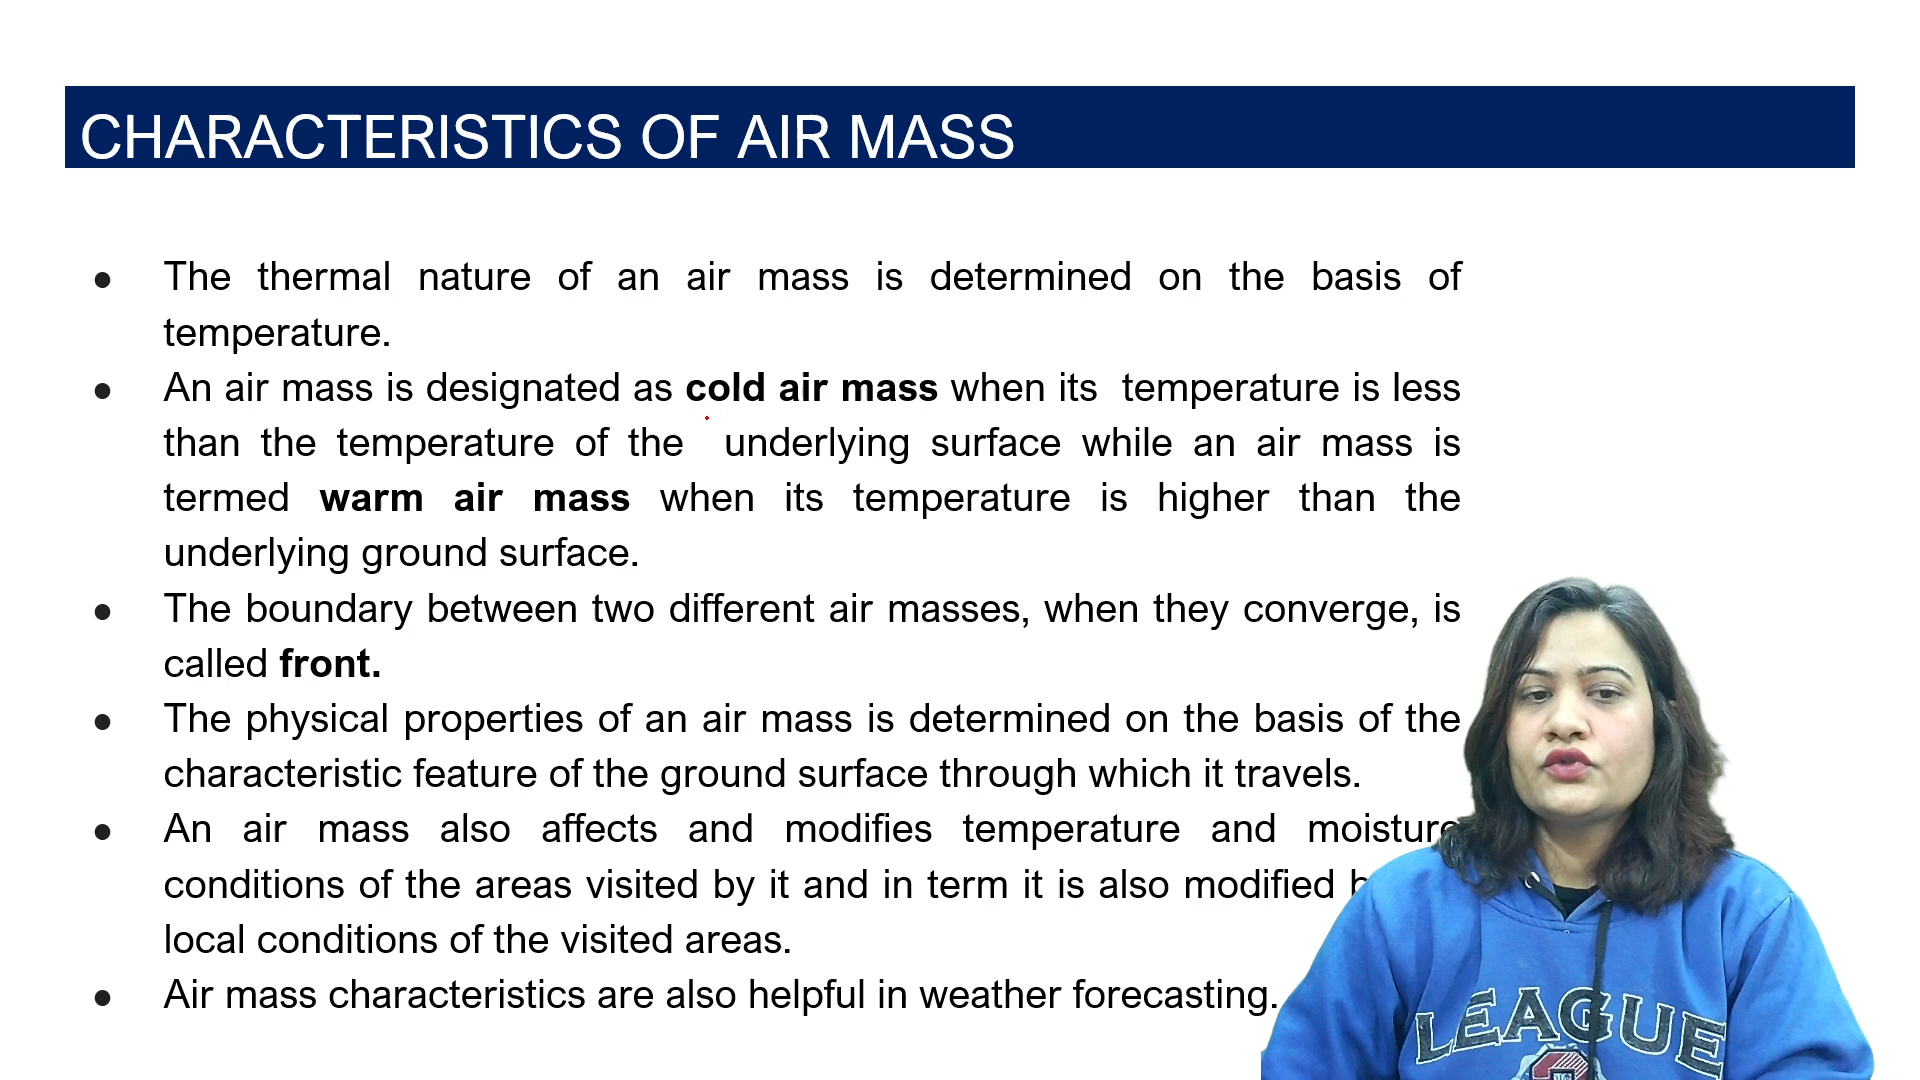 CHARACTERISTICS OF AIR MASS
● The thermal nature of an air mass is determined on the basis of
temperature.
● An air mass is designated as cold air mass when its temperature is less
than the temperature of the underlying surface while an air mass is
termed warm air mass when its temperature is higher than the
underlying ground surface.
● The boundary between two different air masses, when they converge, is
called front.
● The physical properties of an air mass is determined on the basis of the
characteristic feature of the ground surface through which it travels.
● An air mass also affects and modifies temperature and moisture
conditions of the areas visited by it and in term it is also modified
local conditions of the visited areas.
● Air mass characteristics are also helpful in weather forecasting.
LEAGUE